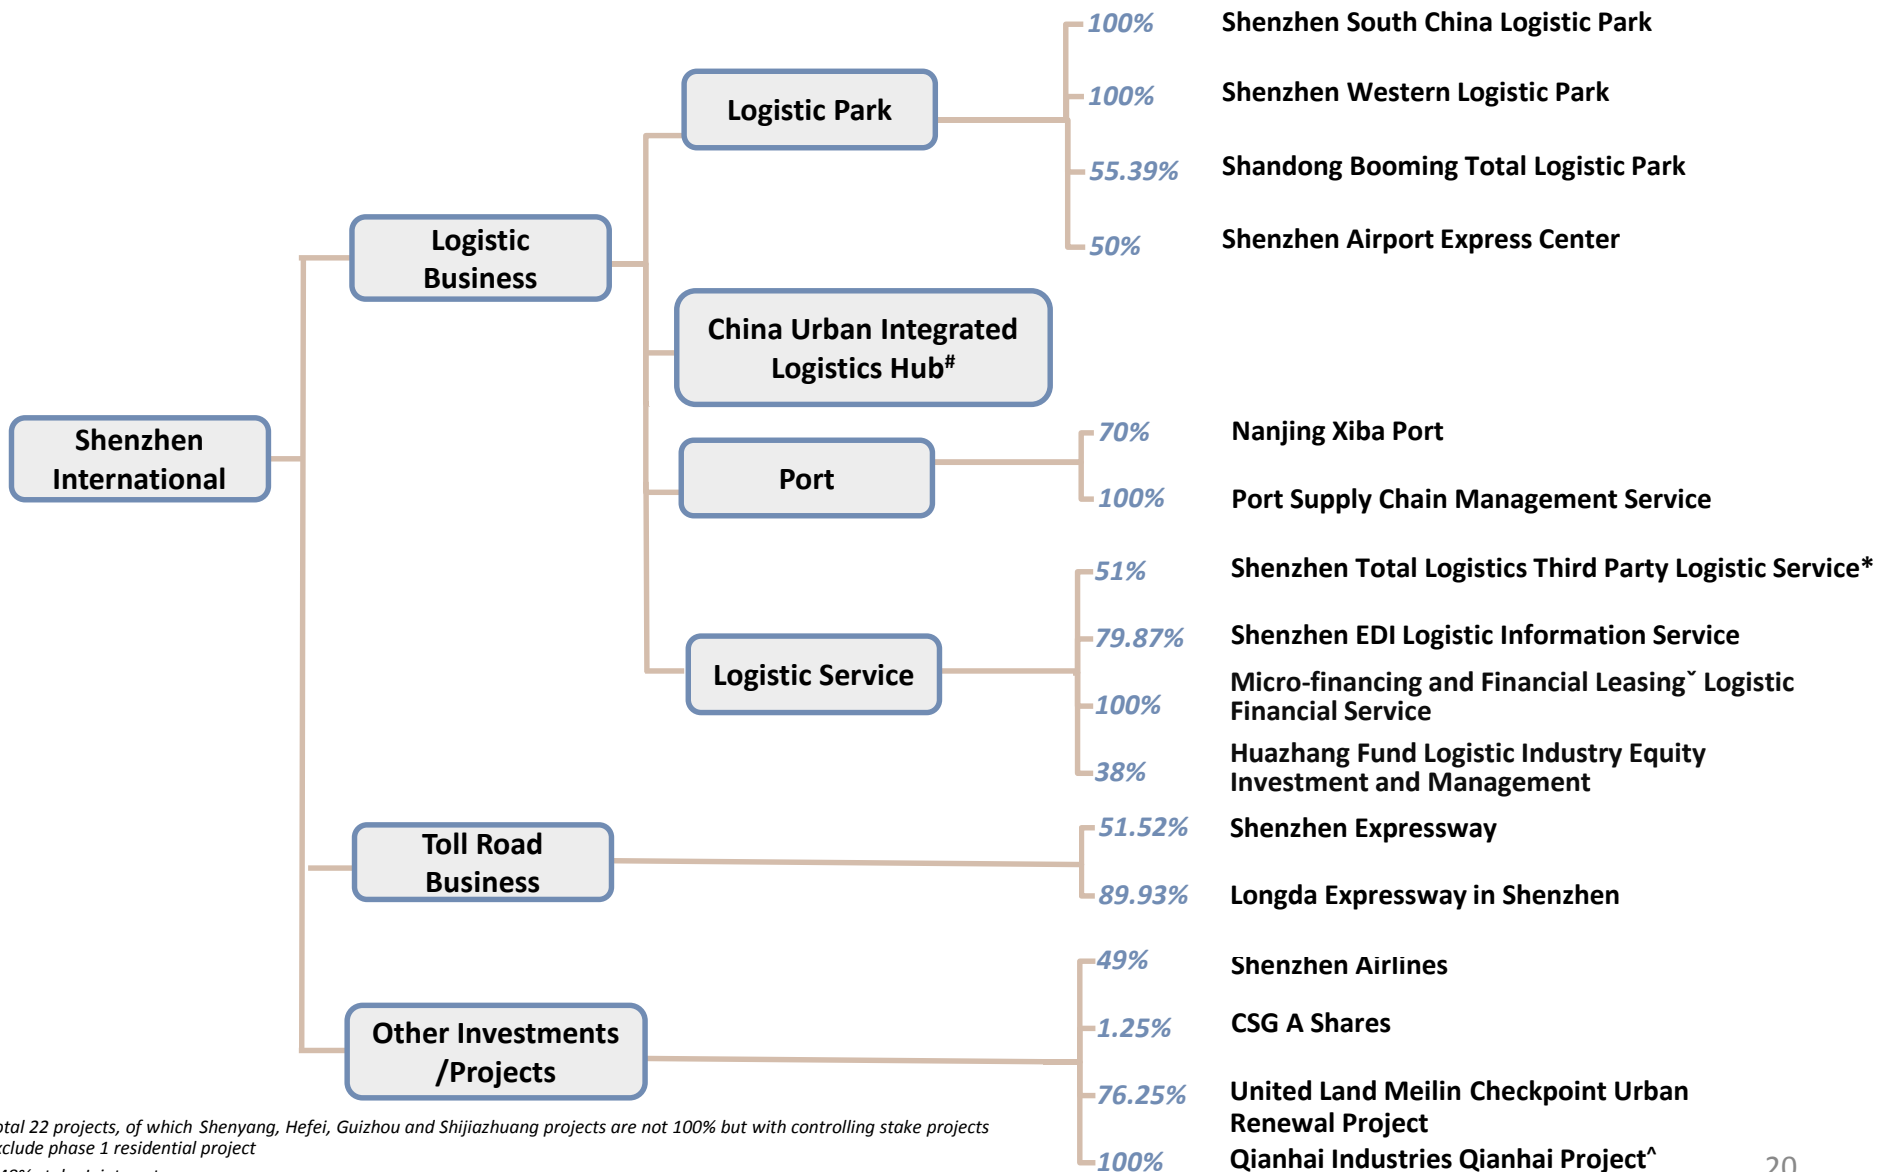 100% Shenzhen South China Logistic Park
Logistic Park
100% Shenzhen Western Logistic Park
55.39% Shandong Booming Total Logistic Park
50% Shenzhen Airport Express Center
Logistic
Business
China Urban Integrated
Logistics Hub#
Shenzhen
International
Port
70% Nanjing Xiba Port
100% Port Supply Chain Management Service
Logistic Service
51% Shenzhen Total Logistics Third Party Logistic Service*
79.87% Shenzhen EDI Logistic Information Service
100% Micro-financing and Financial Leasingˇ Logistic
Financial Service
38% Huazhang Fund Logistic Industry Equity
Investment and Management
Toll Road
Business
51.52% Shenzhen Expressway
89.93% Longda Expressway in Shenzhen
Other Investments
/Projects
49% Shenzhen Airlines
1.25% CSG A Shares
76.25% United Land Meilin Checkpoint Urban
Renewal Project
100% Qianhai Industries Qianhai Project^
otal 22 projects, of which Shenyang, Hefei, Guizhou and Shijiazhuang projects are not 100% but with controlling stake projects
xclude phase 1 residential project
20